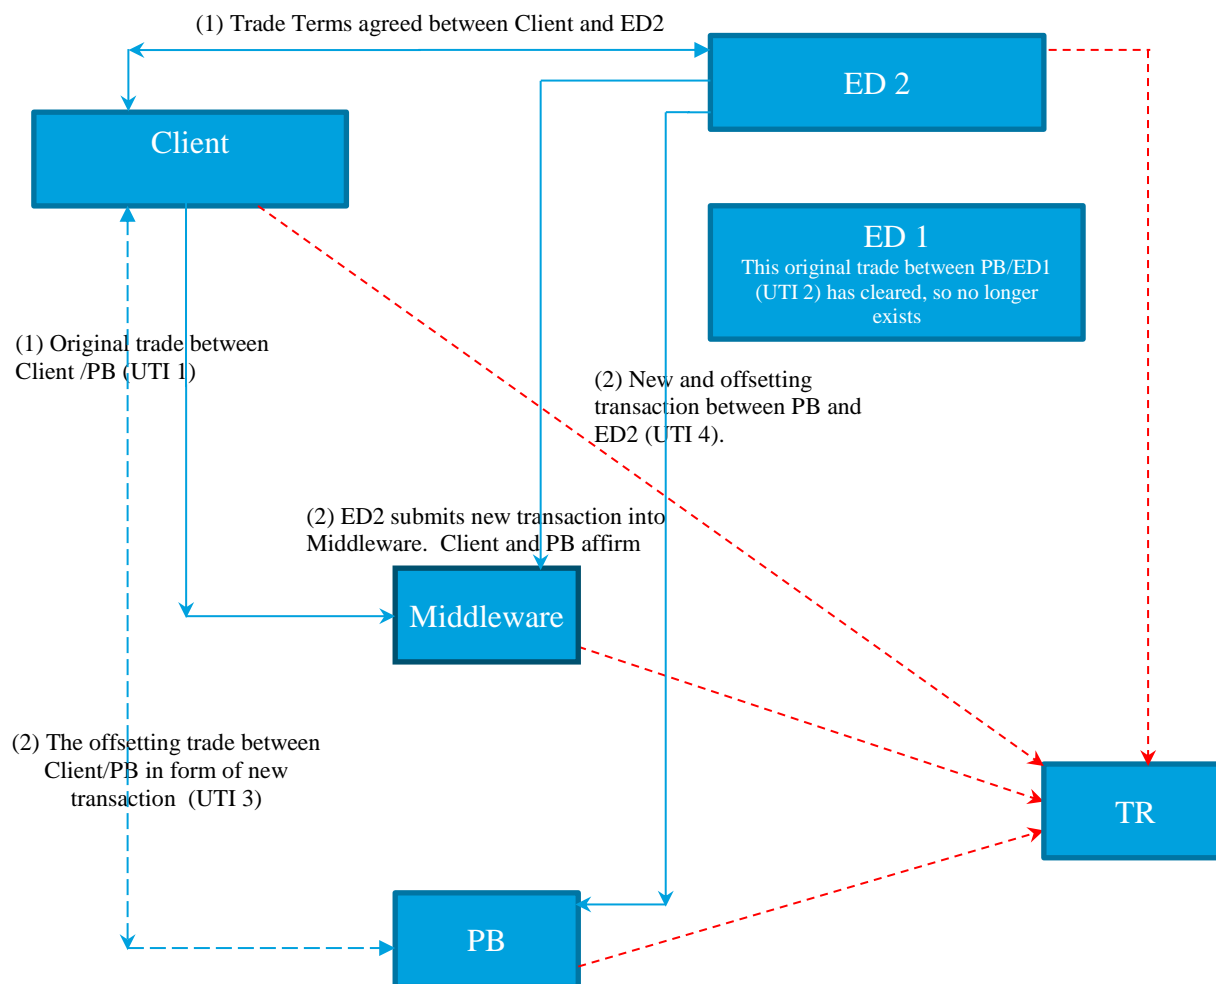 (1) Trade Terms agreed between Client and ED2
ED 2
Client
ED 1
This original trade between PB/ED1
(UTI 2) has cleared, so no longer
exists
(1) Original trade between
Client /PB (UTI 1)
(2) New and offsetting
transaction between PB and
ED2 (UTI 4).
(2) ED2 submits new transaction into
Middleware.  Client and PB affirm
Middleware
(2) The offsetting trade between
Client/PB in form of new
transaction  (UTI 3)
TR
PB